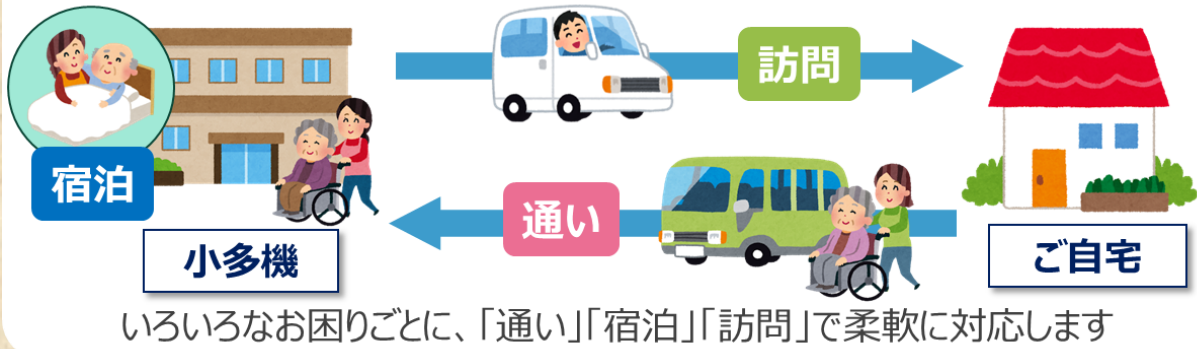 訪問
宿泊
通い
小多機
ご自宅
いろいろなお困りごとに、「通い」「宿泊」「訪問」で柔軟に対応します